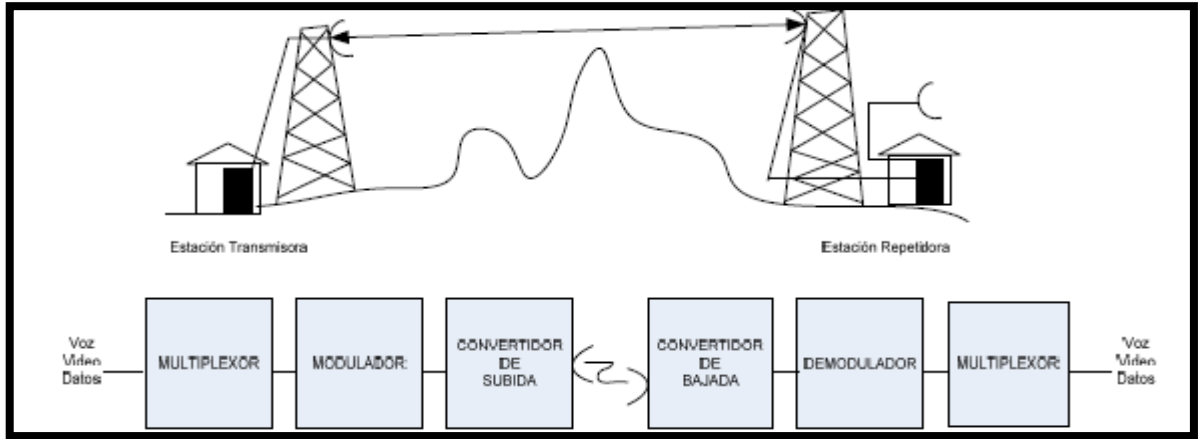 Estación Transmisora
Estación Repetidora
Voz
Video
Datos
MULTIPLEXOR
MODULADOR
CONVERTIDOR
DE
SUBIDA
CONVERTIDOR
DE
BAJADA
DEMODULADOR
MULTIPLEXOR
Voz
Video
Datos